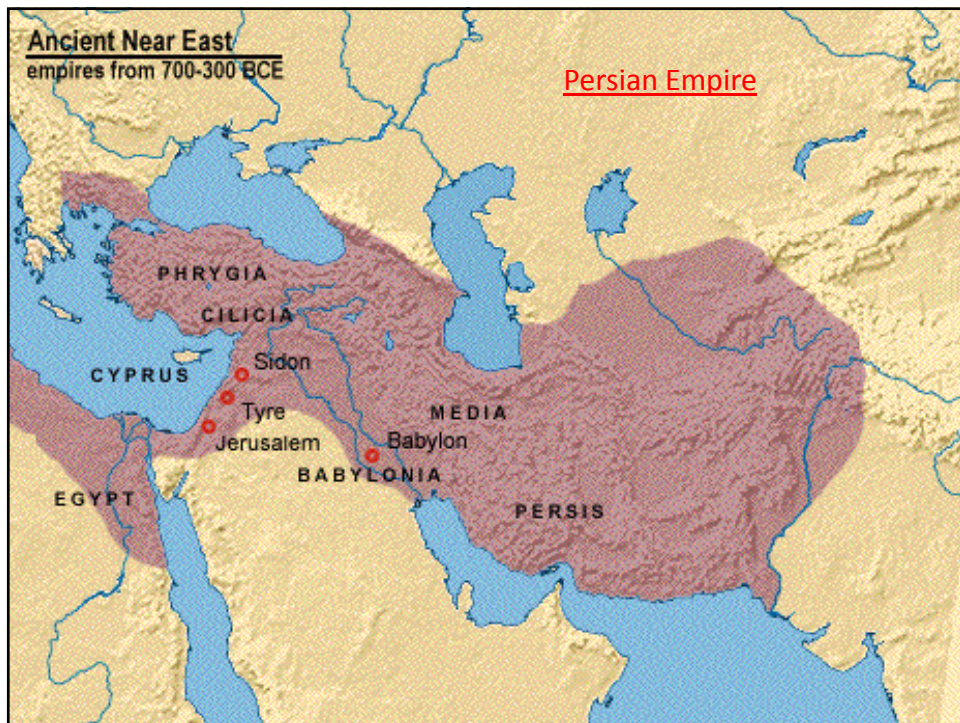 Ancient Near East
empires from 700-300 BCE
Persian Empire
PHRYGIA
CILICIA
CYPRUS
Sidon
Tyre
Jerusalem
MEDIA
Babylon
BABYLONIA
EGYPT
PERSIS